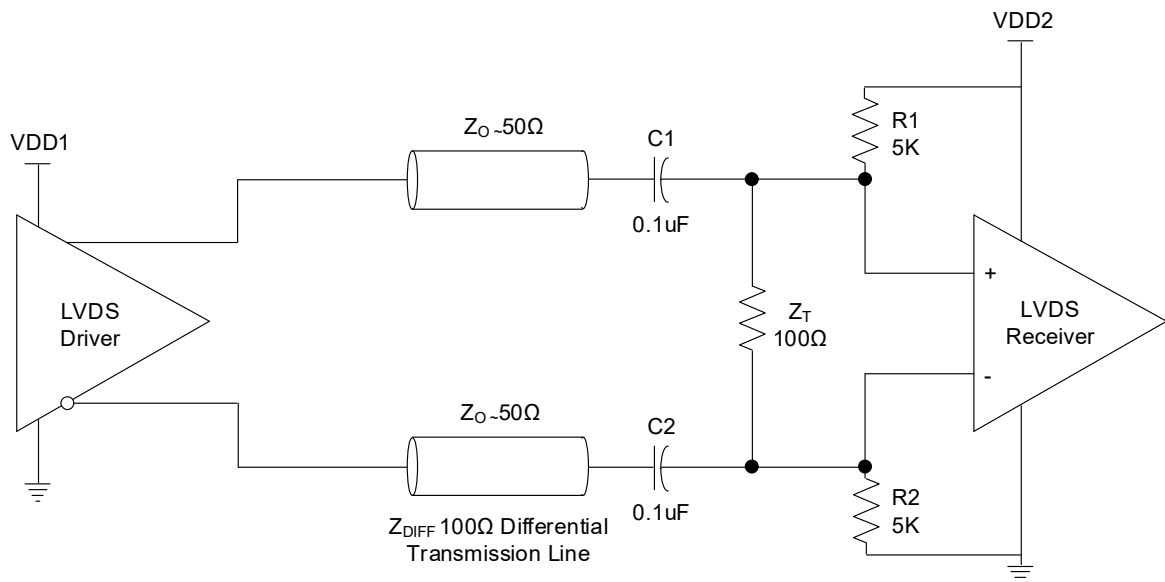 VDD2
VDD1
Z_O ~50Ω
C1
0.1uF
R1
5K
LVDS
Driver
Z_T
100Ω
+
LVDS
Receiver
-
Z_O ~50Ω
C2
0.1uF
R2
5K
Z_DIFF 100Ω Differential
Transmission Line